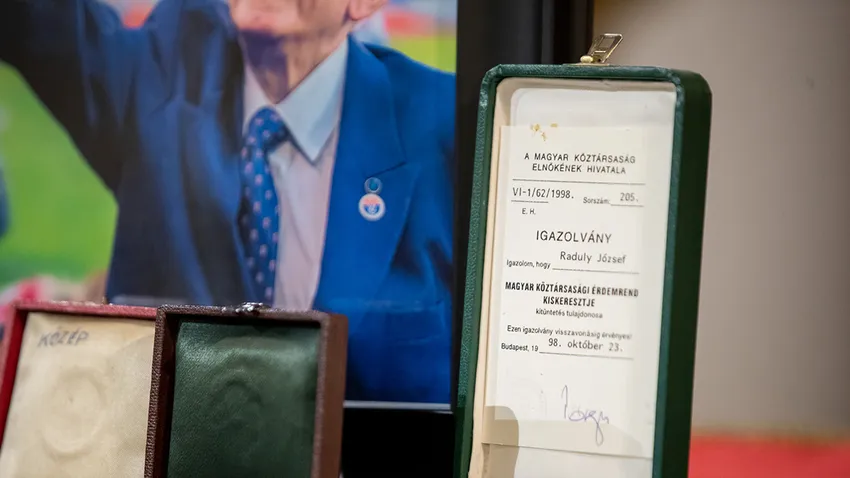 KÖZÉP
A MAGYAR KÖZTÁRSASÁG
ELNÖKÉNEK HIVATALA
VI-1/62/1998. Sorszám: 205.
E. H.
IGAZOLVÁNY
Igazolom, hogy Raduly József
MAGYAR KÖZTÁRSASÁGI ÉRDEMREND
KISKERESZTJE
kitüntetés tulajdonosa
Ezen igazolvány visszavonásig érvényes!
Budapest, 19 98. október 23.